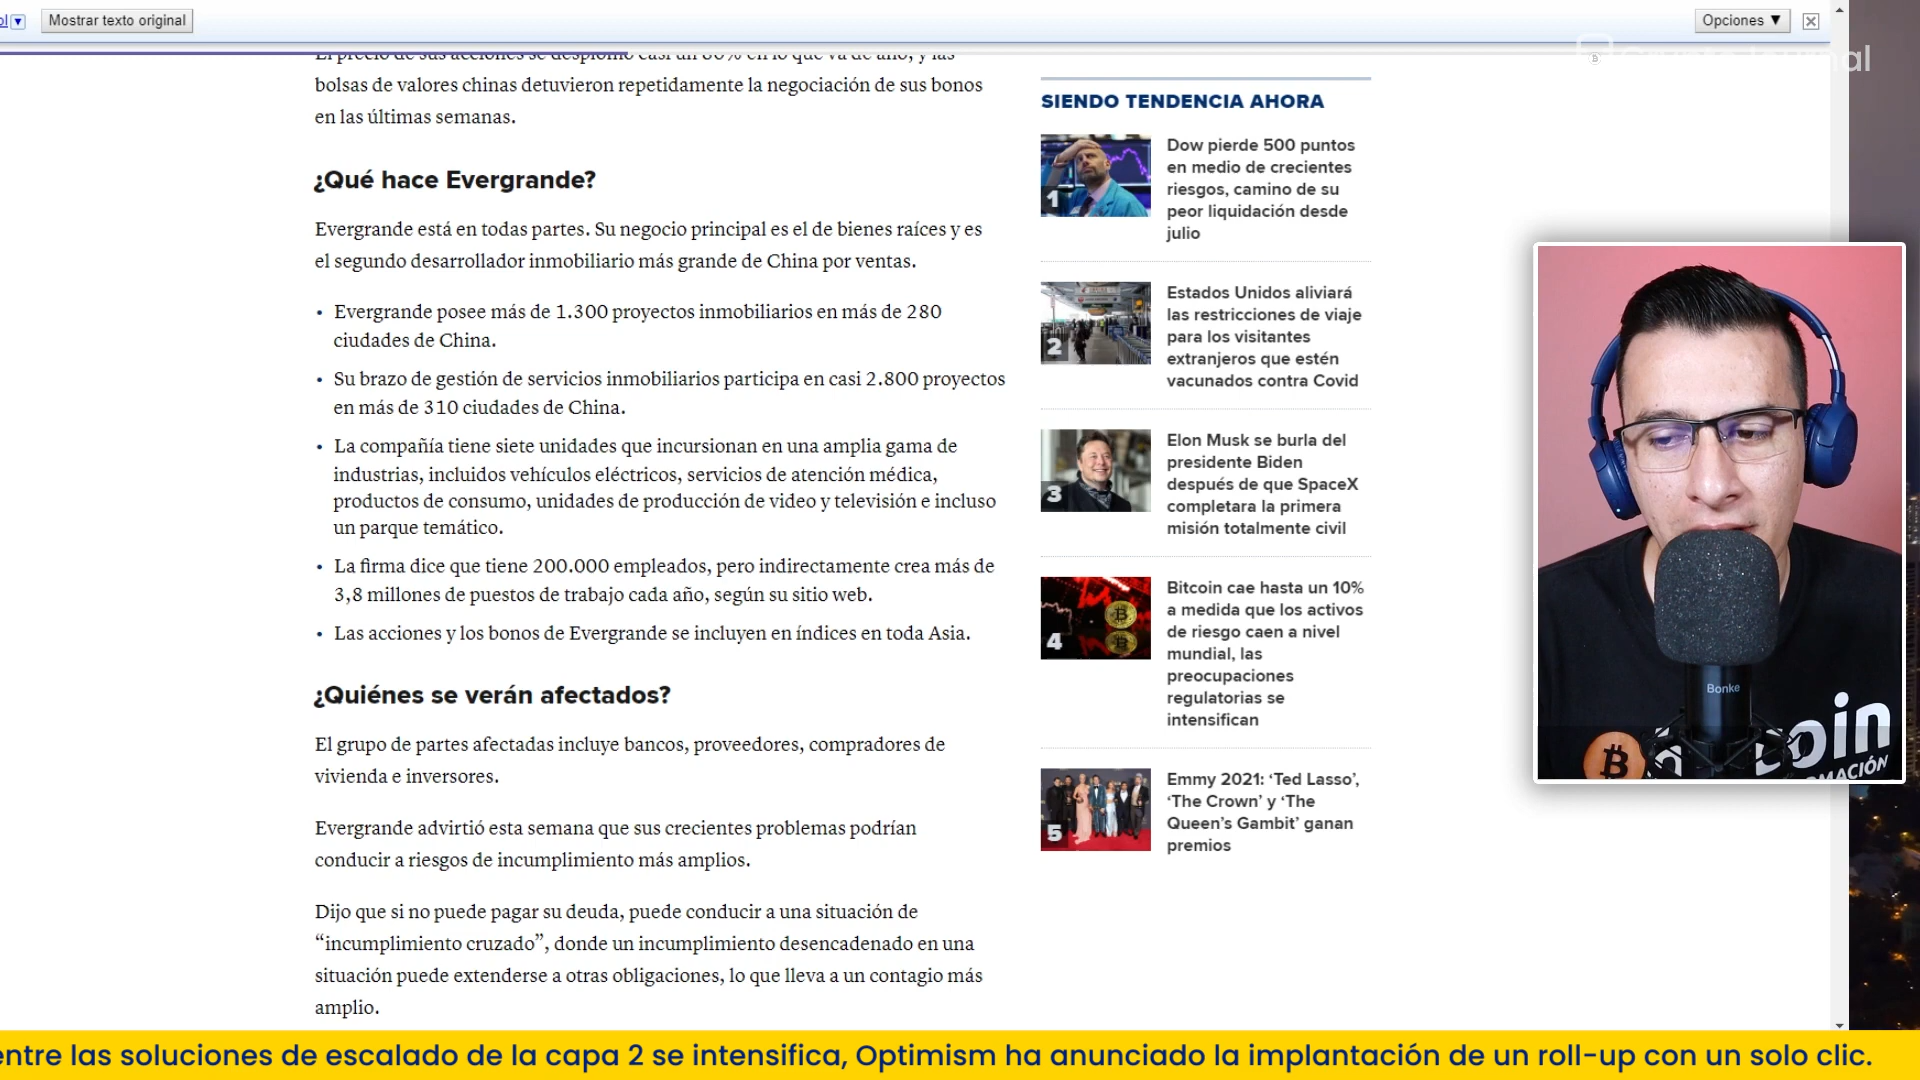 Mostrar texto original
Opciones ▼
El precio de sus acciones se desplomó casi un 80% en lo que va de año, y las
bolsas de valores chinas detuvieron repetidamente la negociación de sus bonos
en las últimas semanas.
¿Qué hace Evergrande?
Evergrande está en todas partes. Su negocio principal es el de bienes raíces y es
el segundo desarrollador inmobiliario más grande de China por ventas.
• Evergrande posee más de 1.300 proyectos inmobiliarios en más de 280
ciudades de China.
• Su brazo de gestión de servicios inmobiliarios participa en casi 2.800 proyectos
en más de 310 ciudades de China.
• La compañía tiene siete unidades que incursionan en una amplia gama de
industrias, incluidos vehículos eléctricos, servicios de atención médica,
productos de consumo, unidades de producción de video y televisión e incluso
un parque temático.
• La firma dice que tiene 200.000 empleados, pero indirectamente crea más de
3,8 millones de puestos de trabajo cada año, según su sitio web.
• Las acciones y los bonos de Evergrande se incluyen en índices en toda Asia.
¿Quiénes se verán afectados?
El grupo de partes afectadas incluye bancos, proveedores, compradores de
vivienda e inversores.
Evergrande advirtió esta semana que sus crecientes problemas podrían
conducir a riesgos de incumplimiento más amplios.
Dijo que si no puede pagar su deuda, puede conducir a una situación de
“incumplimiento cruzado”, donde un incumplimiento desencadenado en una
situación puede extenderse a otras obligaciones, lo que lleva a un contagio más
amplio.
SIENDO TENDENCIA AHORA
1
Dow pierde 500 puntos
en medio de crecientes
riesgos, camino de su
peor liquidación desde
julio
2
Estados Unidos aliviará
las restricciones de viaje
para los visitantes
extranjeros que estén
vacunados contra Covid
3
Elon Musk se burla del
presidente Biden
después de que SpaceX
completara la primera
misión totalmente civil
4
Bitcoin cae hasta un 10%
a medida que los activos
de riesgo caen a nivel
mundial, las
preocupaciones
regulatorias se
intensifican
5
Emmy 2021: ‘Ted Lasso’,
‘The Crown’ y ‘The
Queen’s Gambit’ ganan
premios
Bonke
entre las soluciones de escalado de la capa 2 se intensifica, Optimism ha anunciado la implantación de un roll-up con un solo clic.